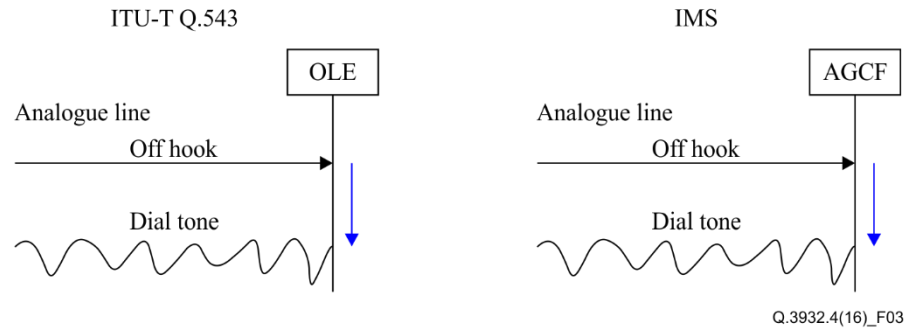 ITU-T Q.543
OLE
Analogue line
Off hook
Dial tone
IMS
AGCF
Analogue line
Off hook
Dial tone
Q.3932.4(16)_F03